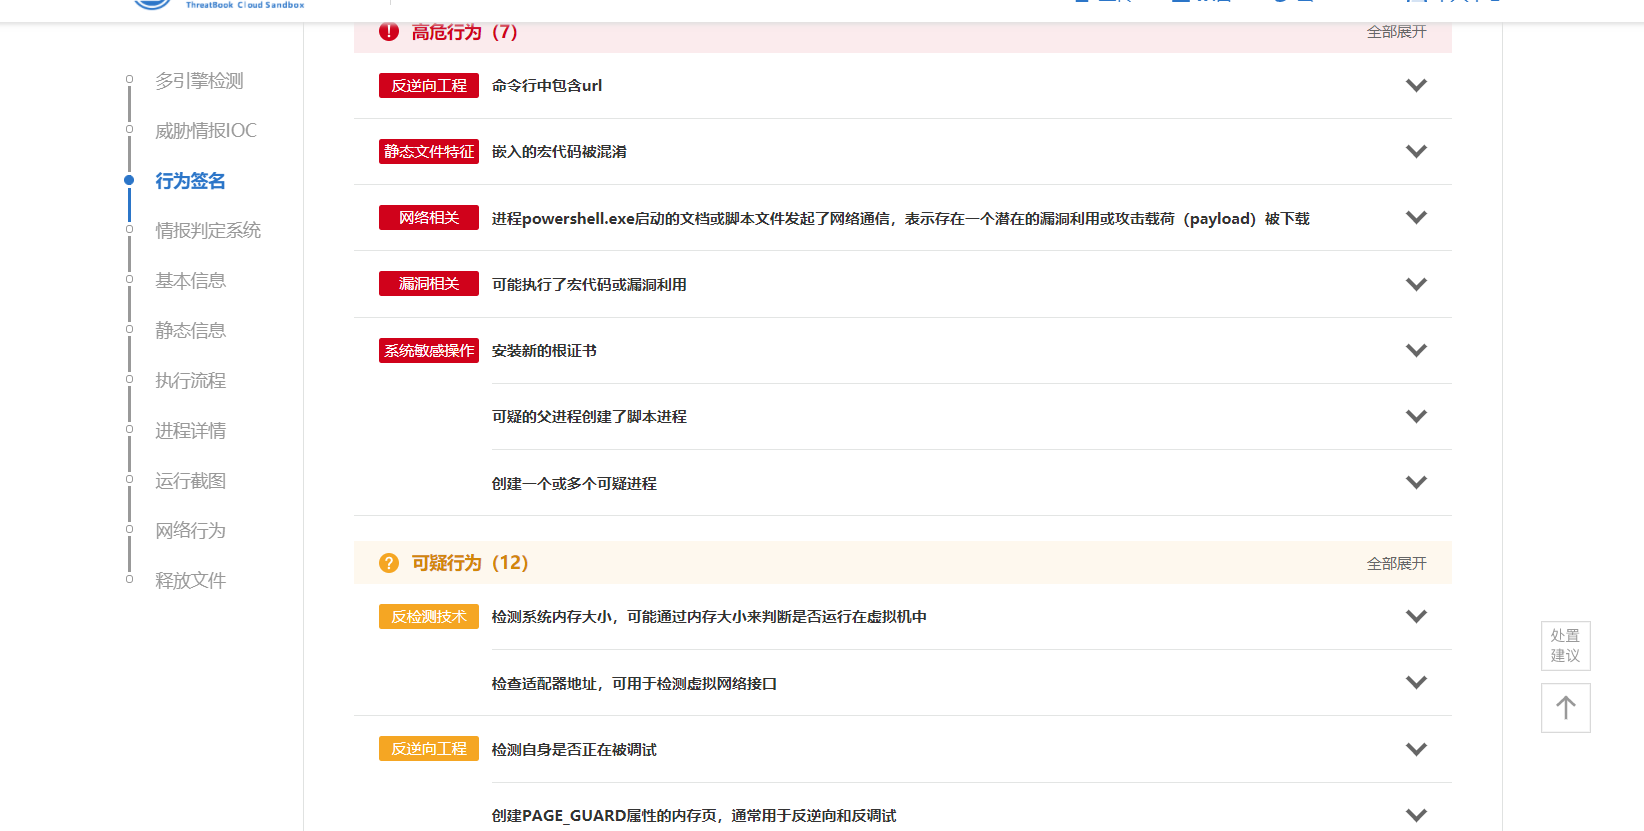 ThreatBook Cloud Sandbox
多引擎检测
威胁情报IOC
行为签名
情报判定系统
基本信息
静态信息
执行流程
进程详情
运行截图
网络行为
释放文件
高危行为（7） 全部展开
反逆向工程 命令行中包含url
静态文件特征 嵌入的宏代码被混淆
网络相关 进程powershell.exe启动的文档或脚本文件发起了网络通信，表示存在一个潜在的漏洞利用或攻击载荷（payload）被下载
漏洞相关 可能执行了宏代码或漏洞利用
系统敏感操作 安装新的根证书
可疑的父进程创建了脚本进程
创建一个或多个可疑进程
可疑行为（12） 全部展开
反检测技术 检测系统内存大小，可能通过内存大小来判断是否运行在虚拟机中
检查适配器地址，可用于检测虚拟网络接口
反逆向工程 检测自身是否正在被调试
创建PAGE_GUARD属性的内存页，通常用于反逆向和反调试
处置
建议